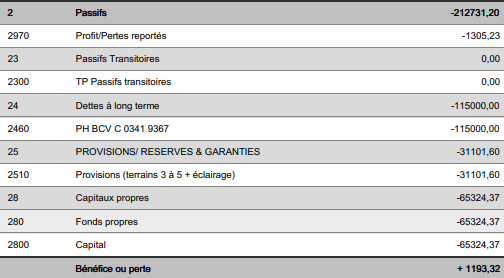 2 Passifs -212731,20
2970 Profit/Pertes reportés -1305,23
23 Passifs Transitoires 0,00
2300 TP Passifs transitoires 0,00
24 Dettes à long terme -115000,00
2460 PH BCV C 0341 9367 -115000,00
25 PROVISIONS/ RESERVES & GARANTIES -31101,60
2510 Provisions (terrains 3 à 5 + éclairage) -31101,60
28 Capitaux propres -65324,37
280 Fonds propres -65324,37
2800 Capital -65324,37
Bénéfice ou perte + 1193,32